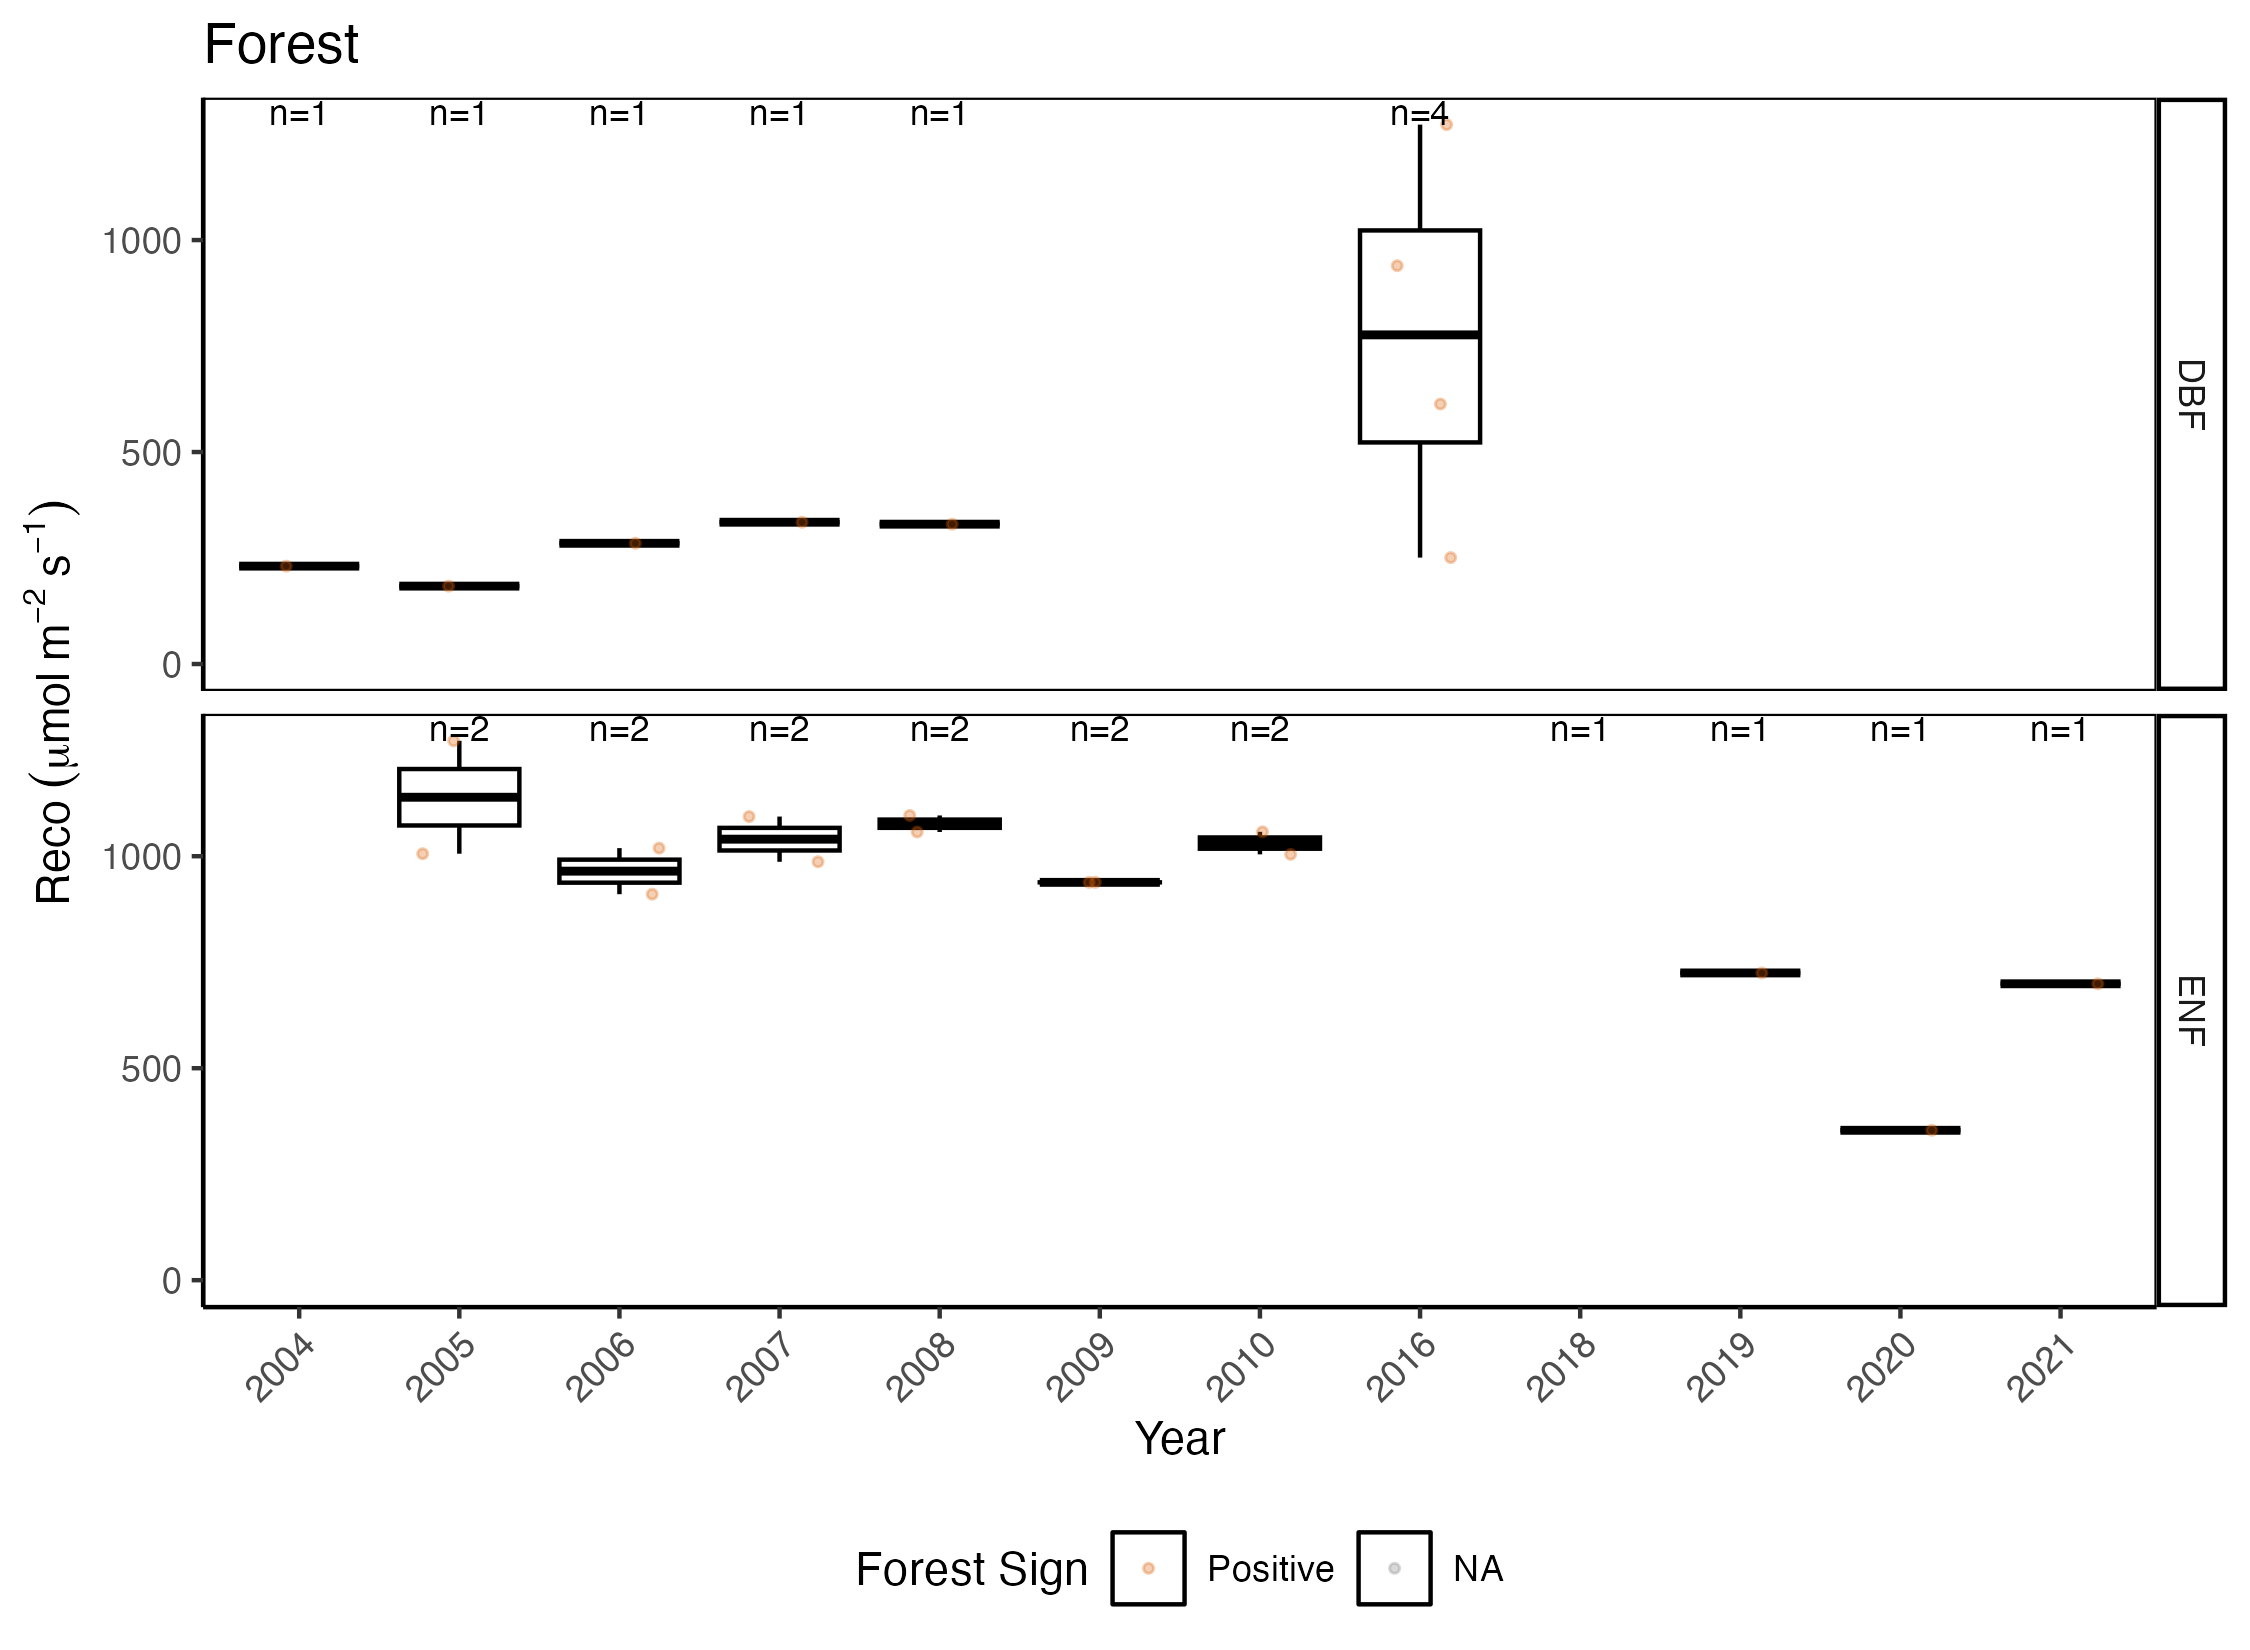 Forest
n=1 n=1 n=1 n=1 n=1 n=4
1000
500
0
DBF
n=2 n=2 n=2 n=2 n=2 n=2 n=1 n=1 n=1 n=1
1000
500
0
ENF
Reco (μmol m−2 s−1)
2004 2005 2006 2007 2008 2009 2010 2016 2018 2019 2020 2021
Year
Forest Sign Positive NA